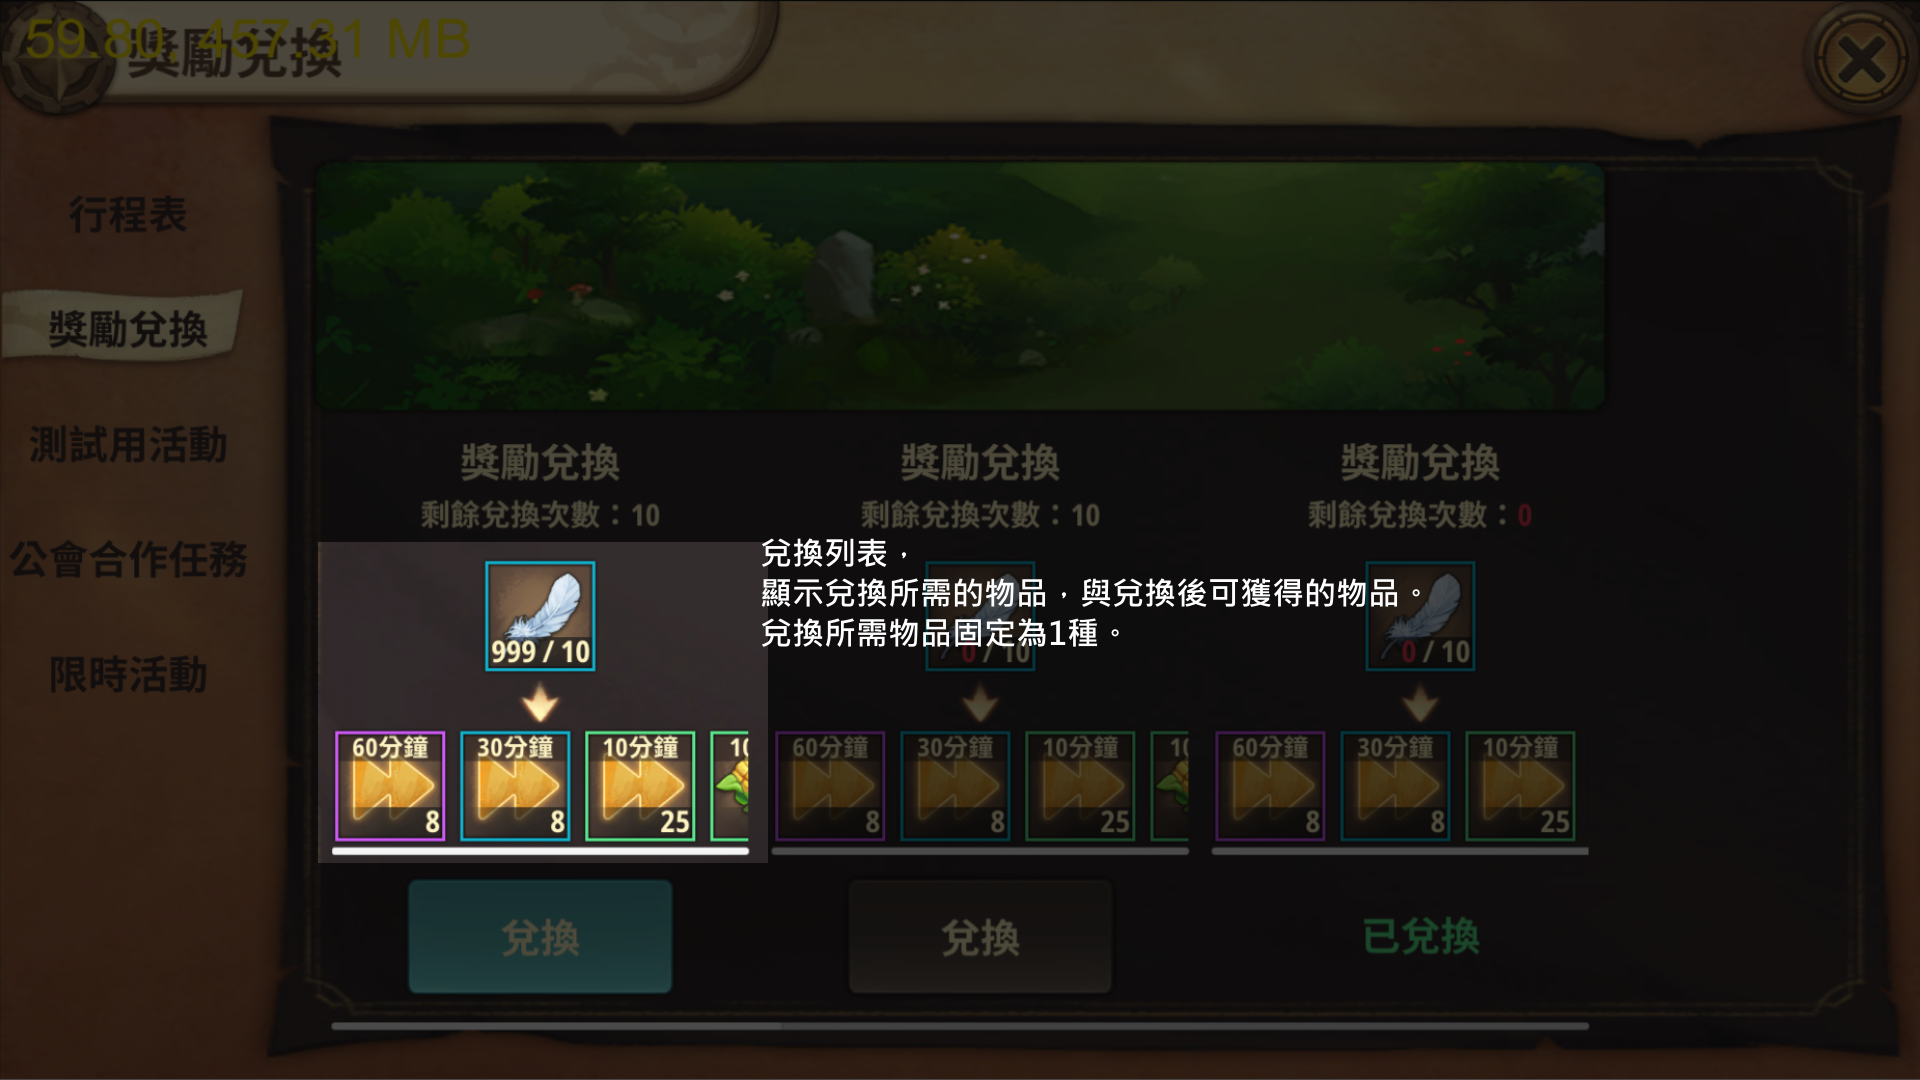 59.80, 457.31 MB
獎勵兌換
行程表
獎勵兌換
測試用活動
公會合作任務
限時活動
獎勵兌換
剩餘兌換次數：10
999 / 10
60分鐘
8
30分鐘
8
10分鐘
25
10
兌換
獎勵兌換
剩餘兌換次數：10
0 / 10
60分鐘
8
30分鐘
8
10分鐘
25
10
兌換
獎勵兌換
剩餘兌換次數：0
0 / 10
60分鐘
8
30分鐘
8
10分鐘
25
已兌換
兌換列表，
顯示兌換所需的物品，與兌換後可獲得的物品。
兌換所需物品固定為1種。